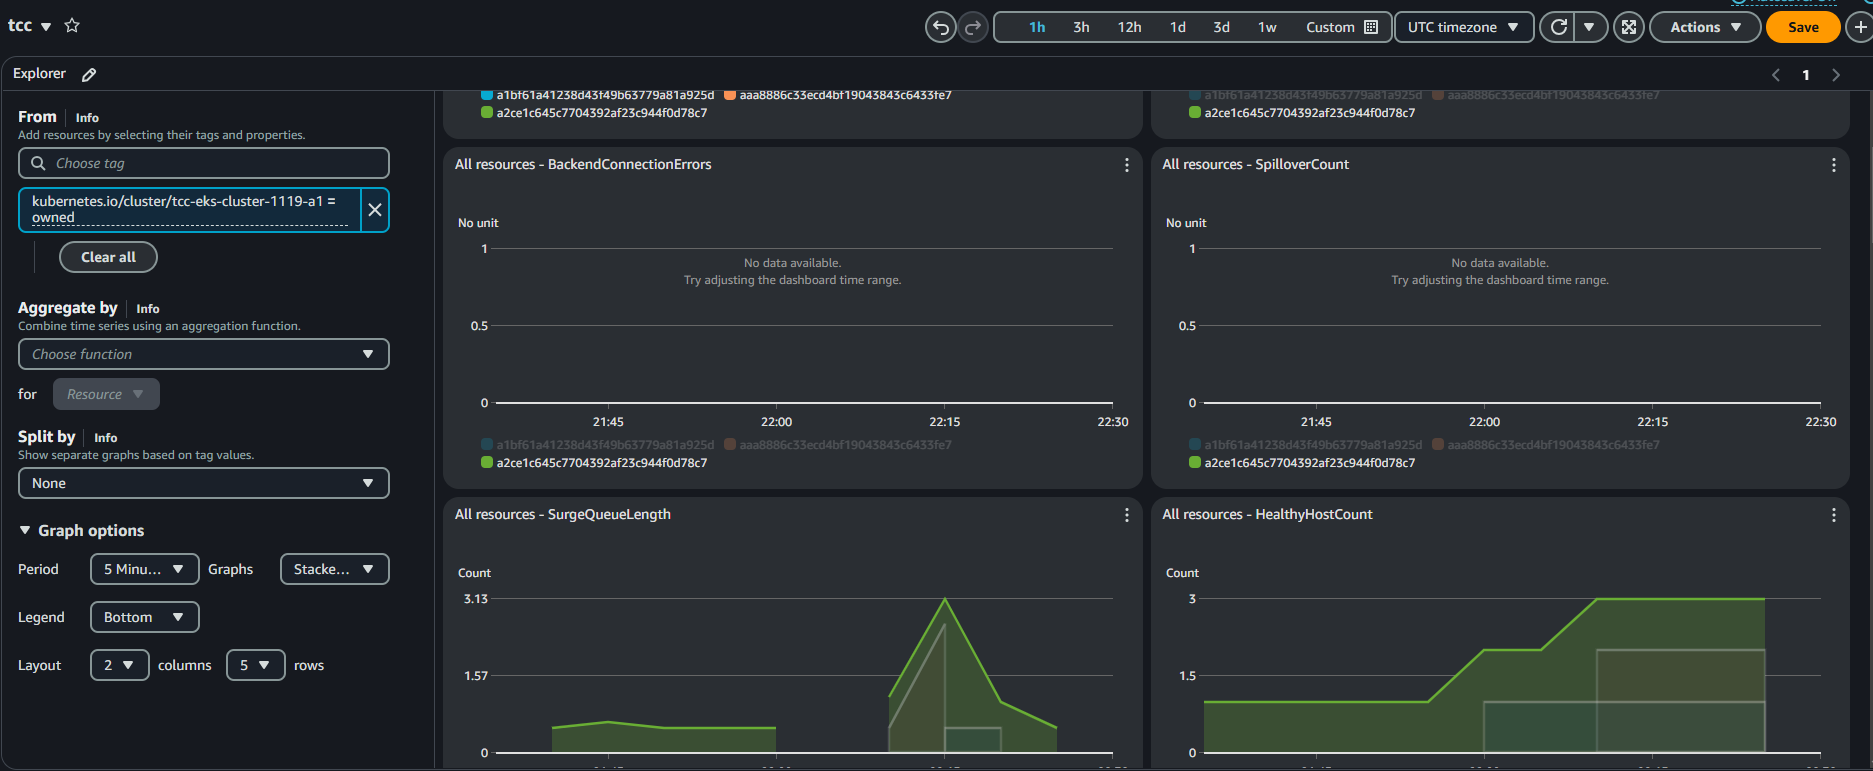 tcc
1h 3h 12h 1d 3d 1w Custom UTC timezone Actions Save
Explorer
1
From Info
Add resources by selecting their tags and properties.
Choose tag
kubernetes.io/cluster/tcc-eks-cluster-1119-a1 =
owned
Clear all
Aggregate by Info
Combine time series using an aggregation function.
Choose function
for Resource
Split by Info
Show separate graphs based on tag values.
None
Graph options
Period 5 Minu... Graphs Stacke...
Legend Bottom
Layout 2 columns 5 rows
a1bf61a41238d43f49b63779a81a925d aaa8886c33ecd4bf19043843c6433fe7
a2ce1c645c7704392af23c944f0d78c7
a1bf61a41238d43f49b63779a81a925d aaa8886c33ecd4bf19043843c6433fe7
a2ce1c645c7704392af23c944f0d78c7
All resources - BackendConnectionErrors
No unit
1
No data available.
Try adjusting the dashboard time range.
0.5
0
21:45 22:00 22:15 22:30
a1bf61a41238d43f49b63779a81a925d aaa8886c33ecd4bf19043843c6433fe7
a2ce1c645c7704392af23c944f0d78c7
All resources - SpilloverCount
No unit
1
No data available.
Try adjusting the dashboard time range.
0.5
0
21:45 22:00 22:15 22:30
a1bf61a41238d43f49b63779a81a925d aaa8886c33ecd4bf19043843c6433fe7
a2ce1c645c7704392af23c944f0d78c7
All resources - SurgeQueueLength
Count
3.13
1.57
0
All resources - HealthyHostCount
Count
3
1.5
0